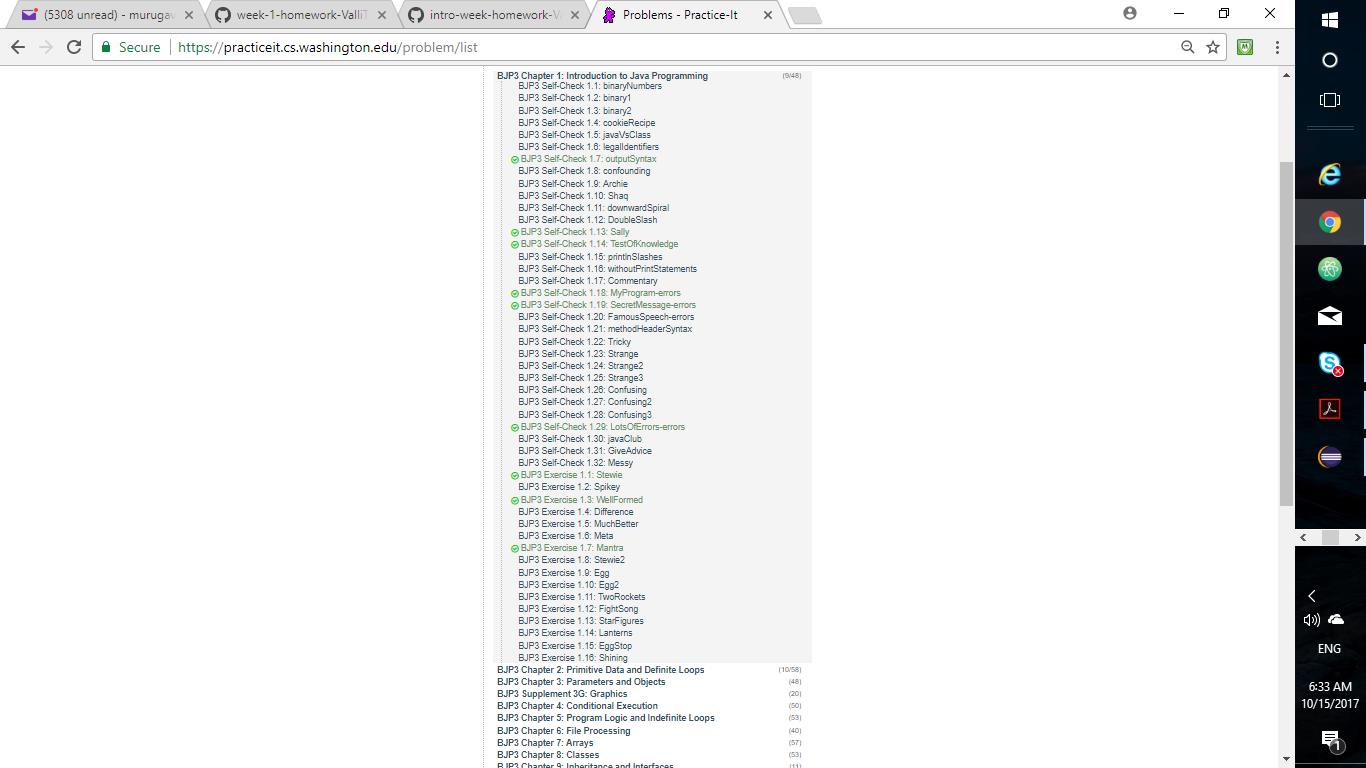 (5308 unread) - muruga
week-1-homework-ValliT
intro-week-homework-V
Problems - Practice-It
Secure
https://practiceit.cs.washington.edu/problem/list
BJP3 Chapter 1: Introduction to Java Programming (9/48)
BJP3 Self-Check 1.1: binaryNumbers
BJP3 Self-Check 1.2: binary1
BJP3 Self-Check 1.3: binary2
BJP3 Self-Check 1.4: cookieRecipe
BJP3 Self-Check 1.5: javaVsClass
BJP3 Self-Check 1.6: legalIdentifiers
BJP3 Self-Check 1.7: outputSyntax
BJP3 Self-Check 1.8: confounding
BJP3 Self-Check 1.9: Archie
BJP3 Self-Check 1.10: Shaq
BJP3 Self-Check 1.11: downwardSpiral
BJP3 Self-Check 1.12: DoubleSlash
BJP3 Self-Check 1.13: Sally
BJP3 Self-Check 1.14: TestOfKnowledge
BJP3 Self-Check 1.15: printlnSlashes
BJP3 Self-Check 1.16: withoutPrintStatements
BJP3 Self-Check 1.17: Commentary
BJP3 Self-Check 1.18: MyProgram-errors
BJP3 Self-Check 1.19: SecretMessage-errors
BJP3 Self-Check 1.20: FamousSpeech-errors
BJP3 Self-Check 1.21: methodHeaderSyntax
BJP3 Self-Check 1.22: Tricky
BJP3 Self-Check 1.23: Strange
BJP3 Self-Check 1.24: Strange2
BJP3 Self-Check 1.25: Strange3
BJP3 Self-Check 1.26: Confusing
BJP3 Self-Check 1.27: Confusing2
BJP3 Self-Check 1.28: Confusing3
BJP3 Self-Check 1.29: LotsOfErrors-errors
BJP3 Self-Check 1.30: javaClub
BJP3 Self-Check 1.31: GiveAdvice
BJP3 Self-Check 1.32: Messy
BJP3 Exercise 1.1: Stewie
BJP3 Exercise 1.2: Spikey
BJP3 Exercise 1.3: WellFormed
BJP3 Exercise 1.4: Difference
BJP3 Exercise 1.5: MuchBetter
BJP3 Exercise 1.6: Meta
BJP3 Exercise 1.7: Mantra
BJP3 Exercise 1.8: Stewie2
BJP3 Exercise 1.9: Egg
BJP3 Exercise 1.10: Egg2
BJP3 Exercise 1.11: TwoRockets
BJP3 Exercise 1.12: FightSong
BJP3 Exercise 1.13: StarFigures
BJP3 Exercise 1.14: Lanterns
BJP3 Exercise 1.15: EggStop
BJP3 Exercise 1.16: Shining
BJP3 Chapter 2: Primitive Data and Definite Loops (10/58)
BJP3 Chapter 3: Parameters and Objects (48)
BJP3 Supplement 3G: Graphics (20)
BJP3 Chapter 4: Conditional Execution (50)
BJP3 Chapter 5: Program Logic and Indefinite Loops (53)
BJP3 Chapter 6: File Processing (40)
BJP3 Chapter 7: Arrays (57)
BJP3 Chapter 8: Classes (53)
BJP3 Chapter 9: Inheritance and Interfaces (11)
ENG
6:33 AM
10/15/2017
1